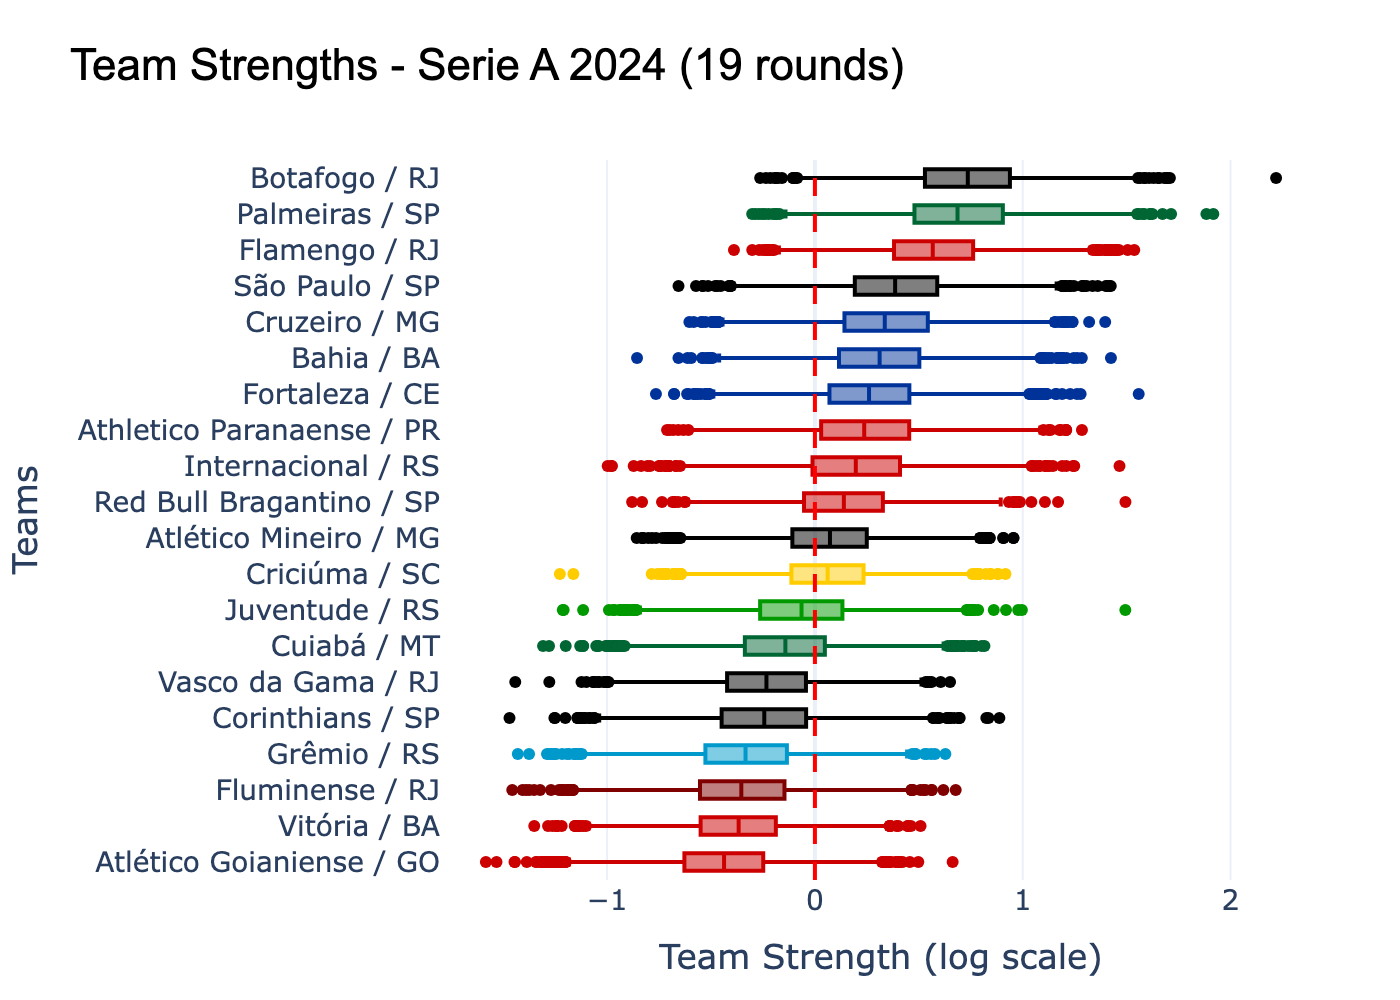 Team Strengths - Serie A 2024 (19 rounds)
Teams
Botafogo / RJ
Palmeiras / SP
Flamengo / RJ
São Paulo / SP
Cruzeiro / MG
Bahia / BA
Fortaleza / CE
Athletico Paranaense / PR
Internacional / RS
Red Bull Bragantino / SP
Atlético Mineiro / MG
Criciúma / SC
Juventude / RS
Cuiabá / MT
Vasco da Gama / RJ
Corinthians / SP
Grêmio / RS
Fluminense / RJ
Vitória / BA
Atlético Goianiense / GO
−1 0 1 2
Team Strength (log scale)